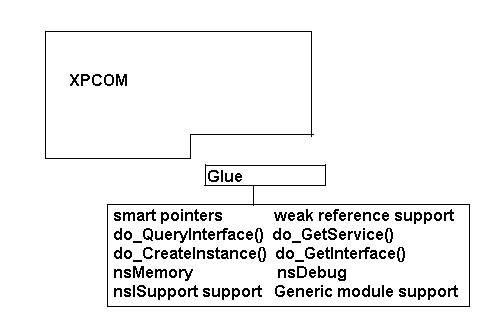 XPCOM
Glue
smart pointers weak reference support
do_QueryInterface() do_GetService()
do_CreateInstance() do_GetInterface()
nsMemory nsDebug
nsISupport support Generic module support